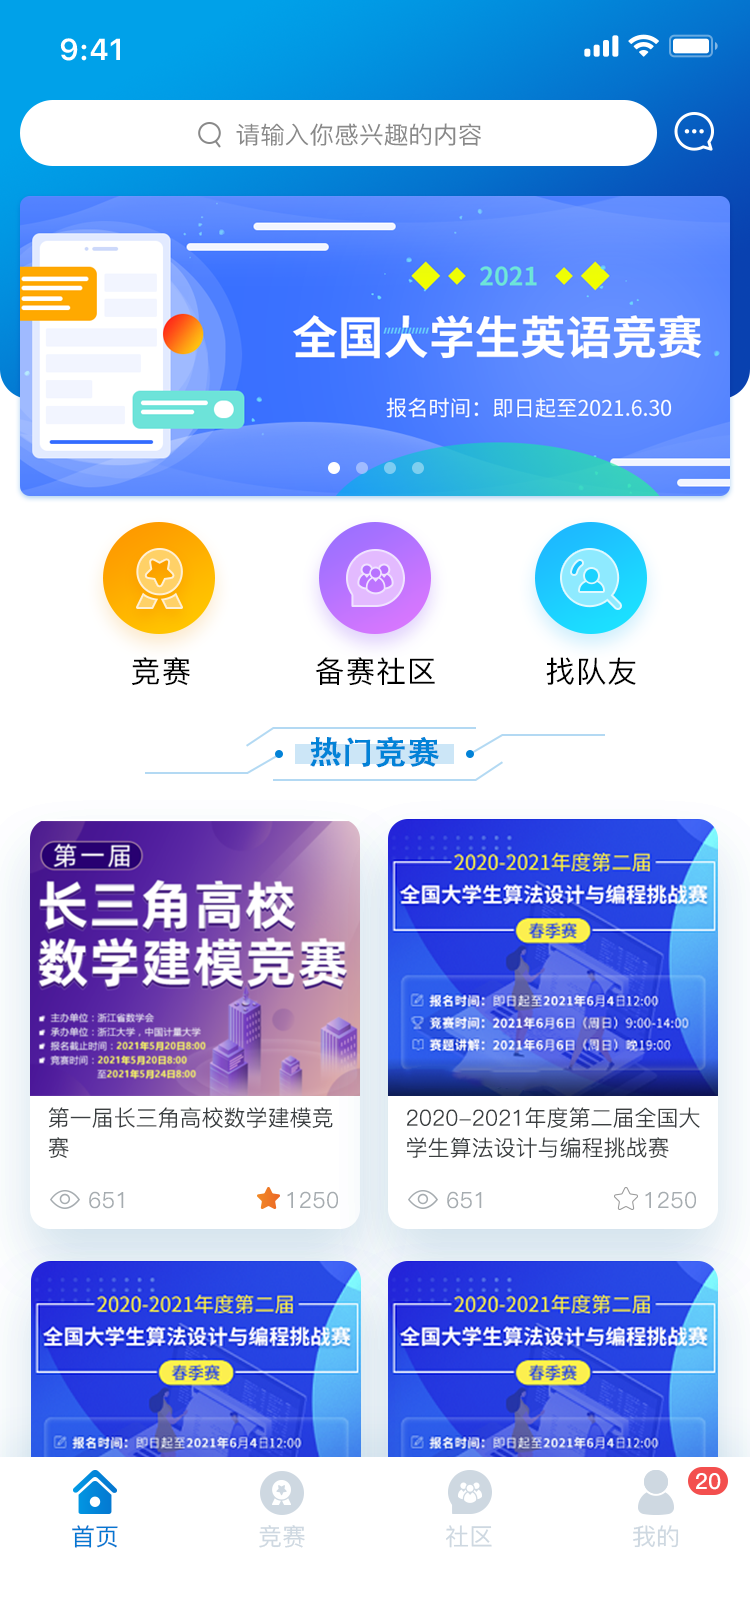 9:41
请输入你感兴趣的内容
2021
全国大学生英语竞赛
报名时间：即日起至2021.6.30
竞赛
备赛社区
找队友
热门竞赛
第一届
长三角高校
数学建模竞赛
主办单位：浙江省数学会
承办单位：浙江大学，中国计量大学
报名截止时间：2021年5月20日8:00
竞赛时间：2021年5月20日8:00
至2021年5月24日8:00
第一届长三角高校数学建模竞
赛
651
1250
2020-2021年度第二届
全国大学生算法设计与编程挑战赛
春季赛
报名时间：即日起至2021年6月4日12:00
竞赛时间：2021年6月6日（周日）9:00-14:00
赛题讲解：2021年6月6日（周日）晚19:00
2020-2021年度第二届全国大
学生算法设计与编程挑战赛
651
1250
2020-2021年度第二届
全国大学生算法设计与编程挑战赛
春季赛
报名时间：即日起至2021年6月4日12:00
2020-2021年度第二届
全国大学生算法设计与编程挑战赛
春季赛
报名时间：即日起至2021年6月4日12:00
首页
竞赛
社区
我的
20